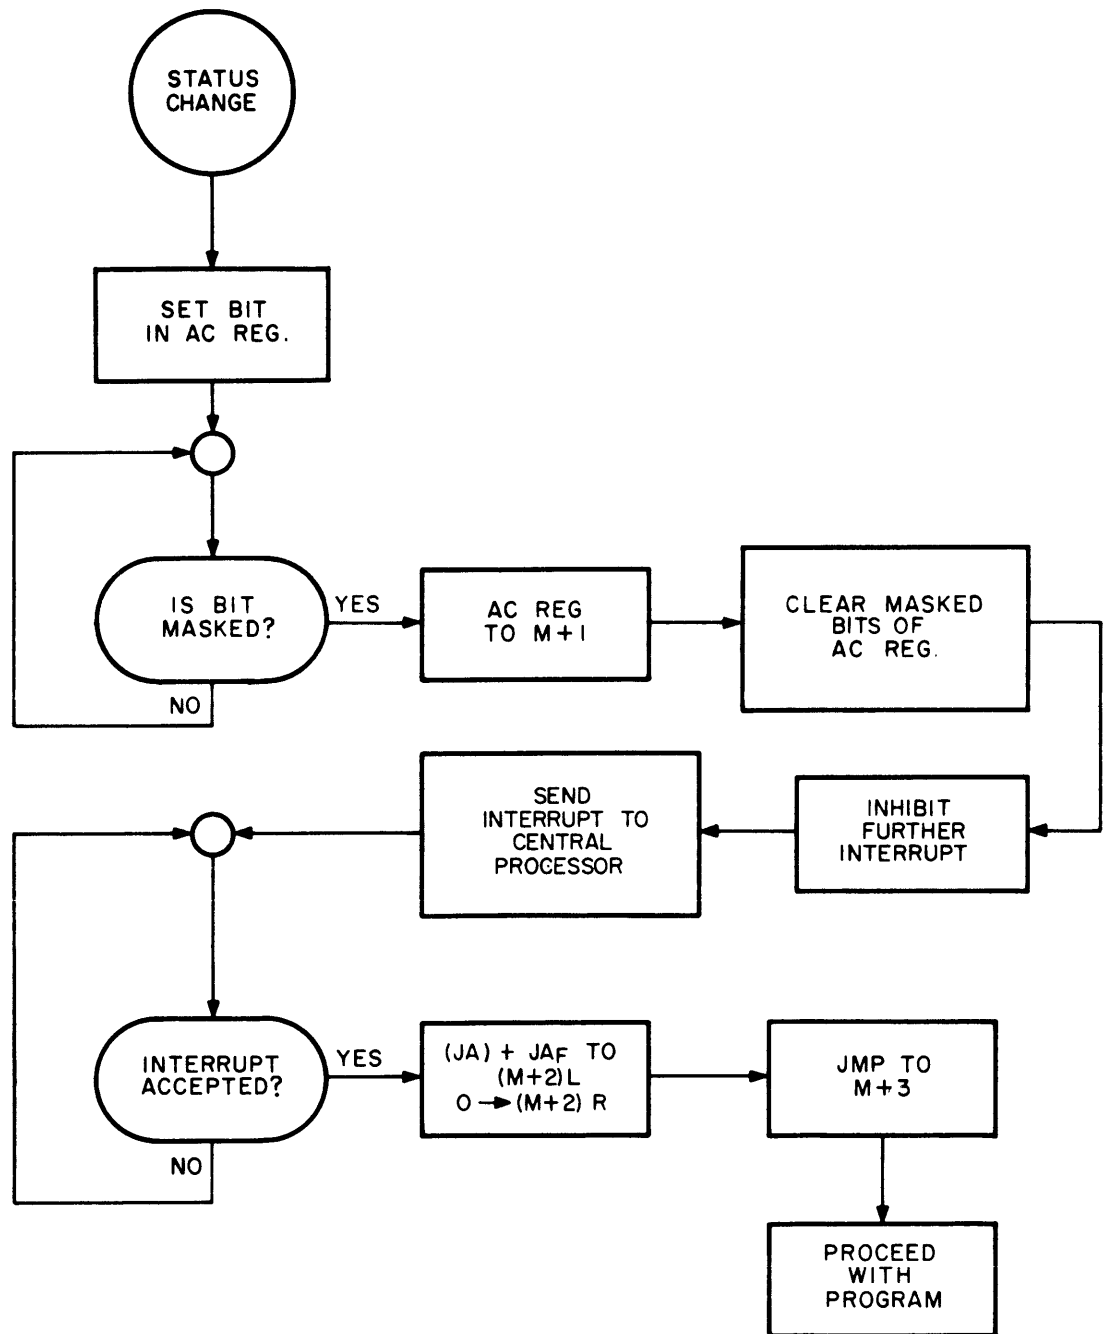 STATUS
CHANGE
SET BIT
IN AC REG.
IS BIT
MASKED?
YES
NO
AC REG
TO M+1
CLEAR MASKED
BITS OF
AC REG.
INHIBIT
FURTHER
INTERRUPT
SEND
INTERRUPT TO
CENTRAL
PROCESSOR
INTERRUPT
ACCEPTED?
YES
NO
(JA) + JAF TO
(M+2)L
O → (M+2) R
JMP TO
M+3
PROCEED
WITH
PROGRAM